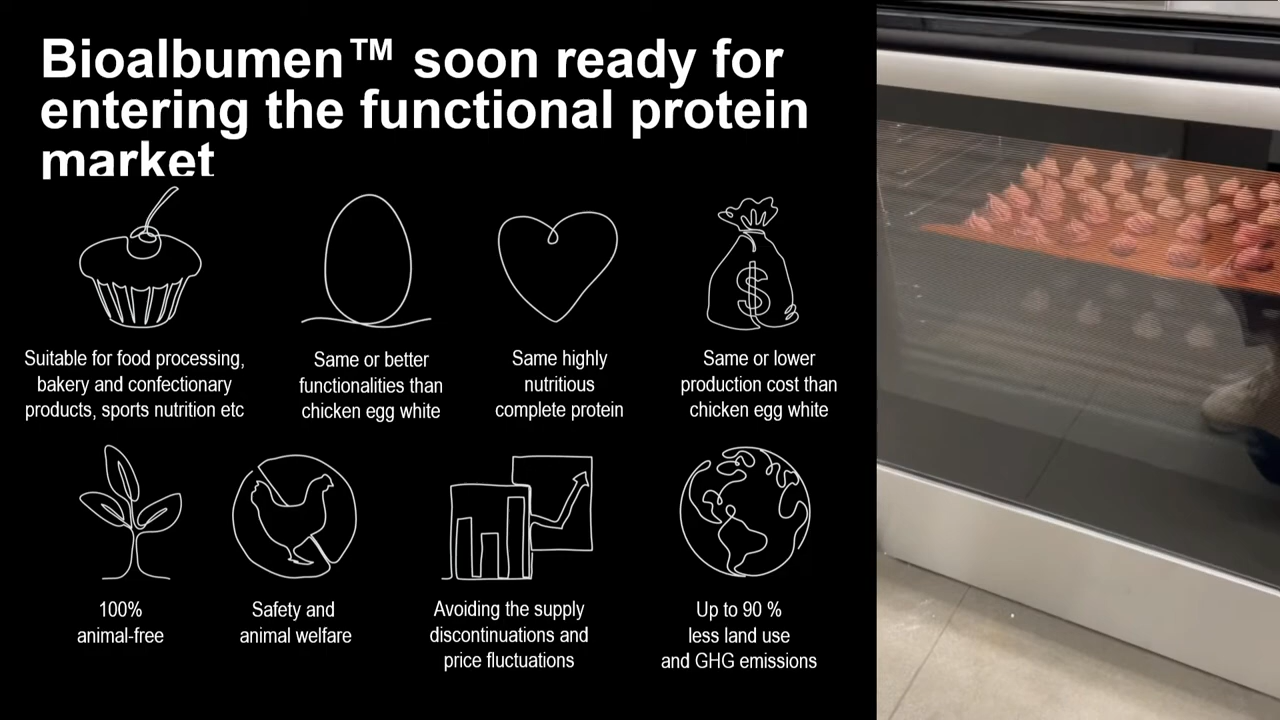 Bioalbumen™ soon ready for
entering the functional protein
market
$
Suitable for food processing,
bakery and confectionary
products, sports nutrition etc
Same or better
functionalities than
chicken egg white
Same highly
nutritious
complete protein
Same or lower
production cost than
chicken egg white
100%
animal-free
Safety and
animal welfare
Avoiding the supply
discontinuations and
price fluctuations
Up to 90 %
less land use
and GHG emissions